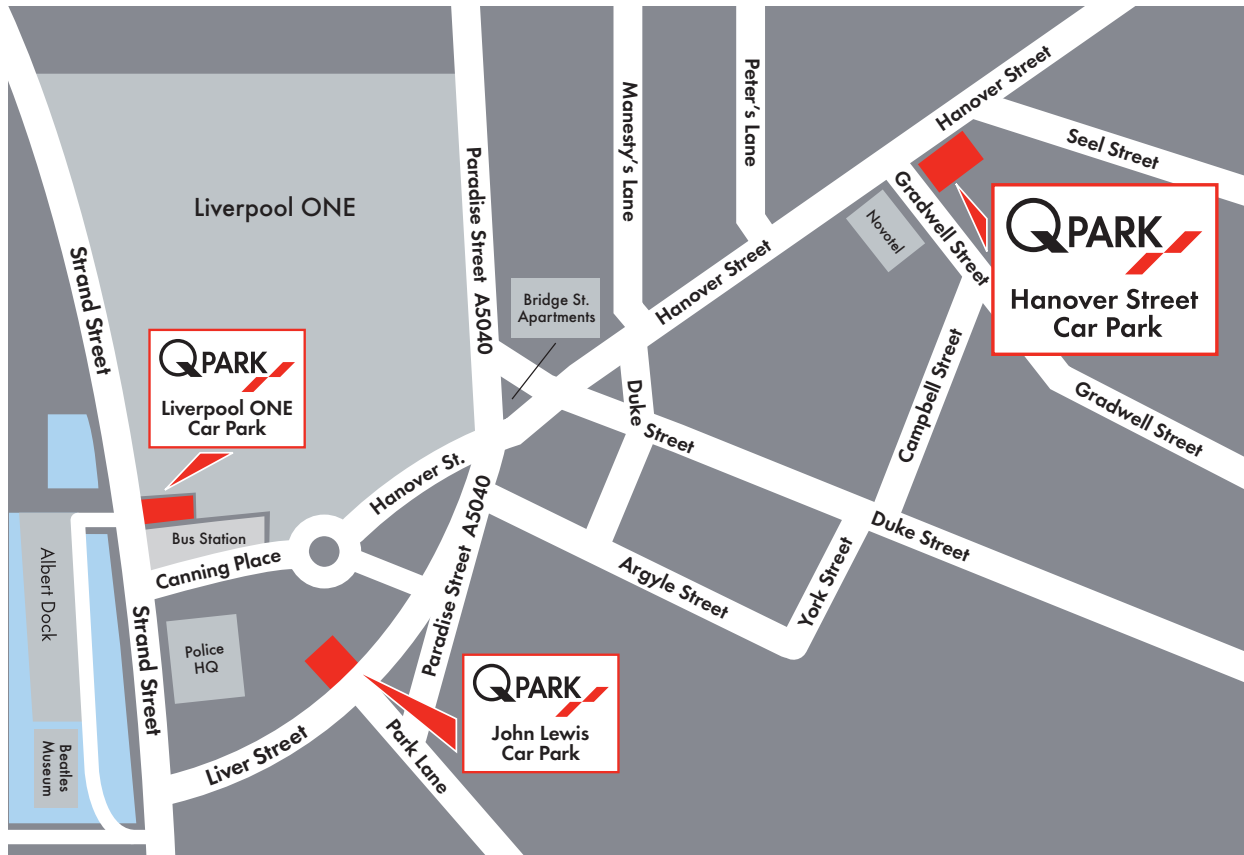 Hanover Street
Seel Street
Peter's Lane
Manesty's Lane
Paradise Street A5040
Liverpool ONE
Strand Street
Gradwell Street
Novotel
Q PARK
Hanover Street
Car Park
Hanover Street
Bridge St.
Apartments
Q PARK
Liverpool ONE
Car Park
Duke
Street
Campbell Street
Gradwell Street
Hanover St.
Paradise Street A5040
Bus Station
Canning Place
Duke Street
Argyle Street
York Street
Albert Dock
Strand Street
Police
HQ
Q PARK
John Lewis
Car Park
Liver Street
Park Lane
Beatles
Museum